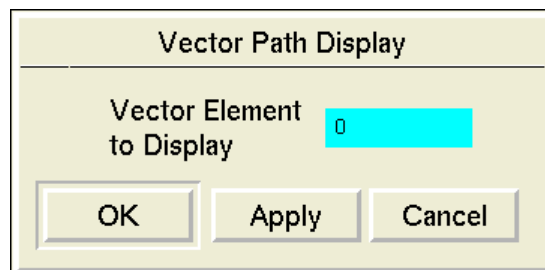 Vector Path Display
Vector Element
to Display
0
OK Apply Cancel